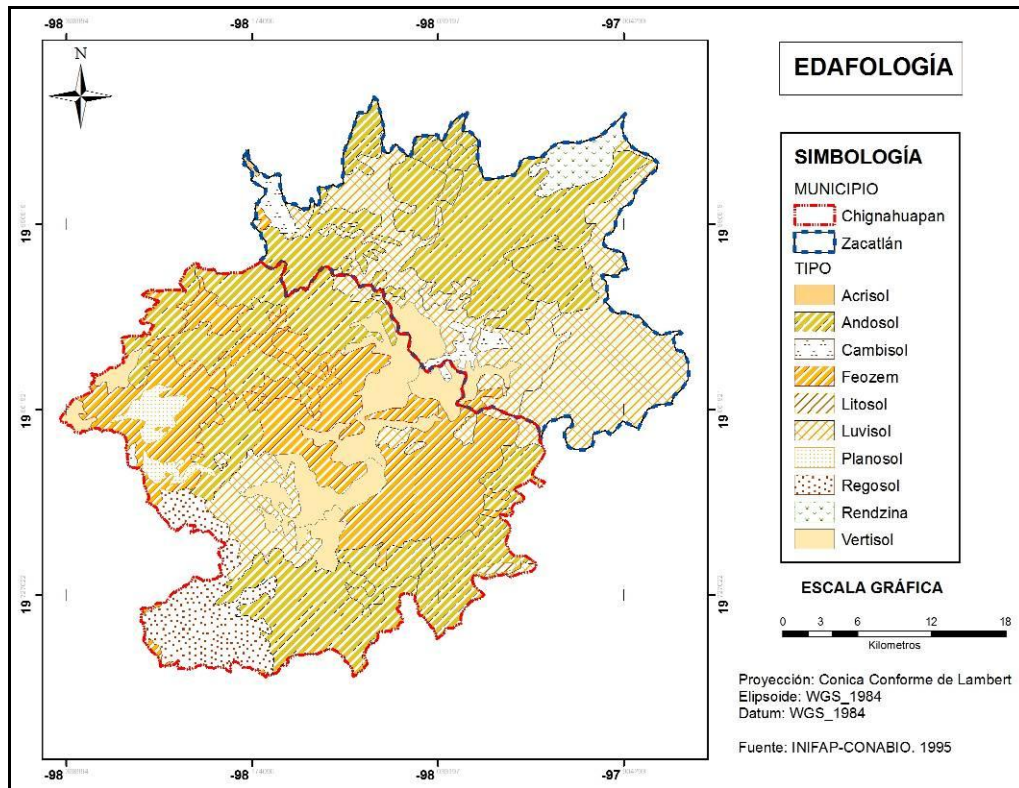 -98 -98 -98 -97
N
19 19
19 19
19 19
-98 -98 -98 -97
EDAFOLOGÍA
SIMBOLOGÍA
MUNICIPIO
Chignahuapan
Zacatlán
TIPO
Acrisol
Andosol
Cambisol
Feozem
Litosol
Luvisol
Planosol
Regosol
Rendzina
Vertisol
ESCALA GRÁFICA
0 3 6 12 18
Kilometros
Proyección: Conica Conforme de Lambert
Elipsoide: WGS_1984
Datum: WGS_1984
Fuente: INIFAP-CONABIO. 1995